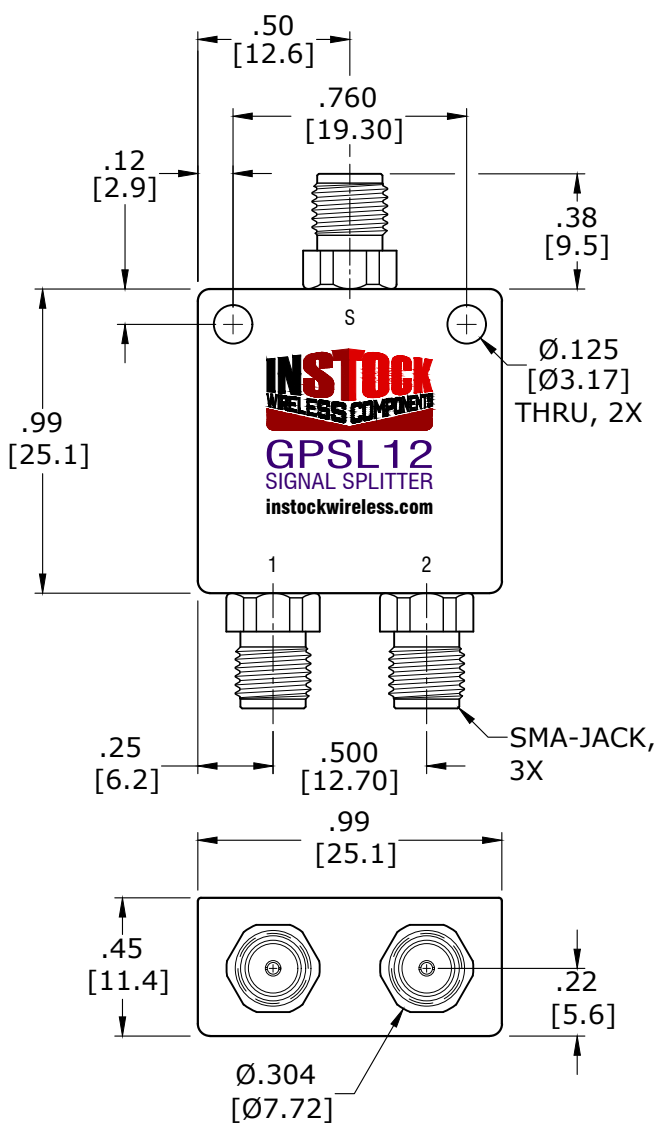 .50
[12.6]
.760
[19.30]
.12
[2.9]
.38
[9.5]
S
Ø.125
[Ø3.17]
THRU, 2X
.99
[25.1]
INSTOCK
WIRELESS COMPONENTS
GPSL12
SIGNAL SPLITTER
instockwireless.com
1
2
SMA-JACK,
3X
.25
[6.2]
.500
[12.70]
.99
[25.1]
.45
[11.4]
.22
[5.6]
Ø.304
[Ø7.72]